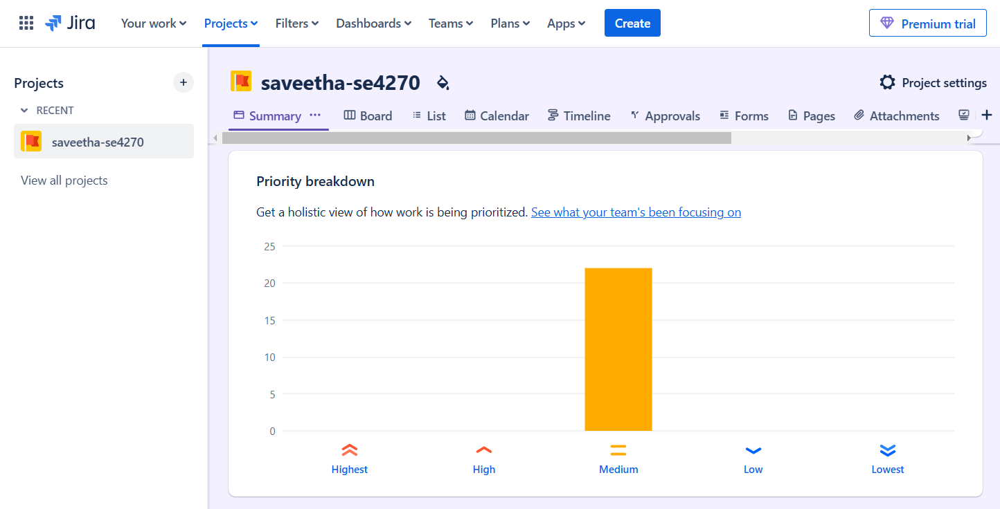 Jira Your work Projects Filters Dashboards Teams Plans Apps Create Premium trial
Projects
RECENT
saveetha-se4270
View all projects
saveetha-se4270 Project settings
Summary Board List Calendar Timeline Approvals Forms Pages Attachments
Priority breakdown
Get a holistic view of how work is being prioritized. See what your team's been focusing on
25
20
15
10
5
0
Highest High Medium Low Lowest